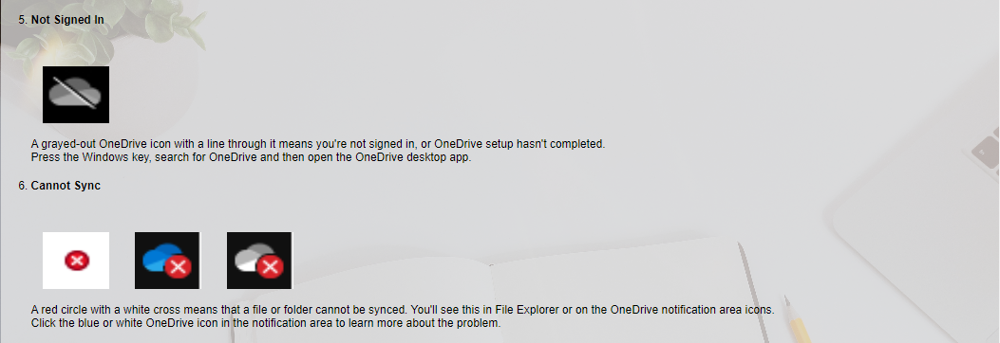 5. Not Signed In
A grayed-out OneDrive icon with a line through it means you're not signed in, or OneDrive setup hasn't completed.
Press the Windows key, search for OneDrive and then open the OneDrive desktop app.
6. Cannot Sync
A red circle with a white cross means that a file or folder cannot be synced. You'll see this in File Explorer or on the OneDrive notification area icons.
Click the blue or white OneDrive icon in the notification area to learn more about the problem.